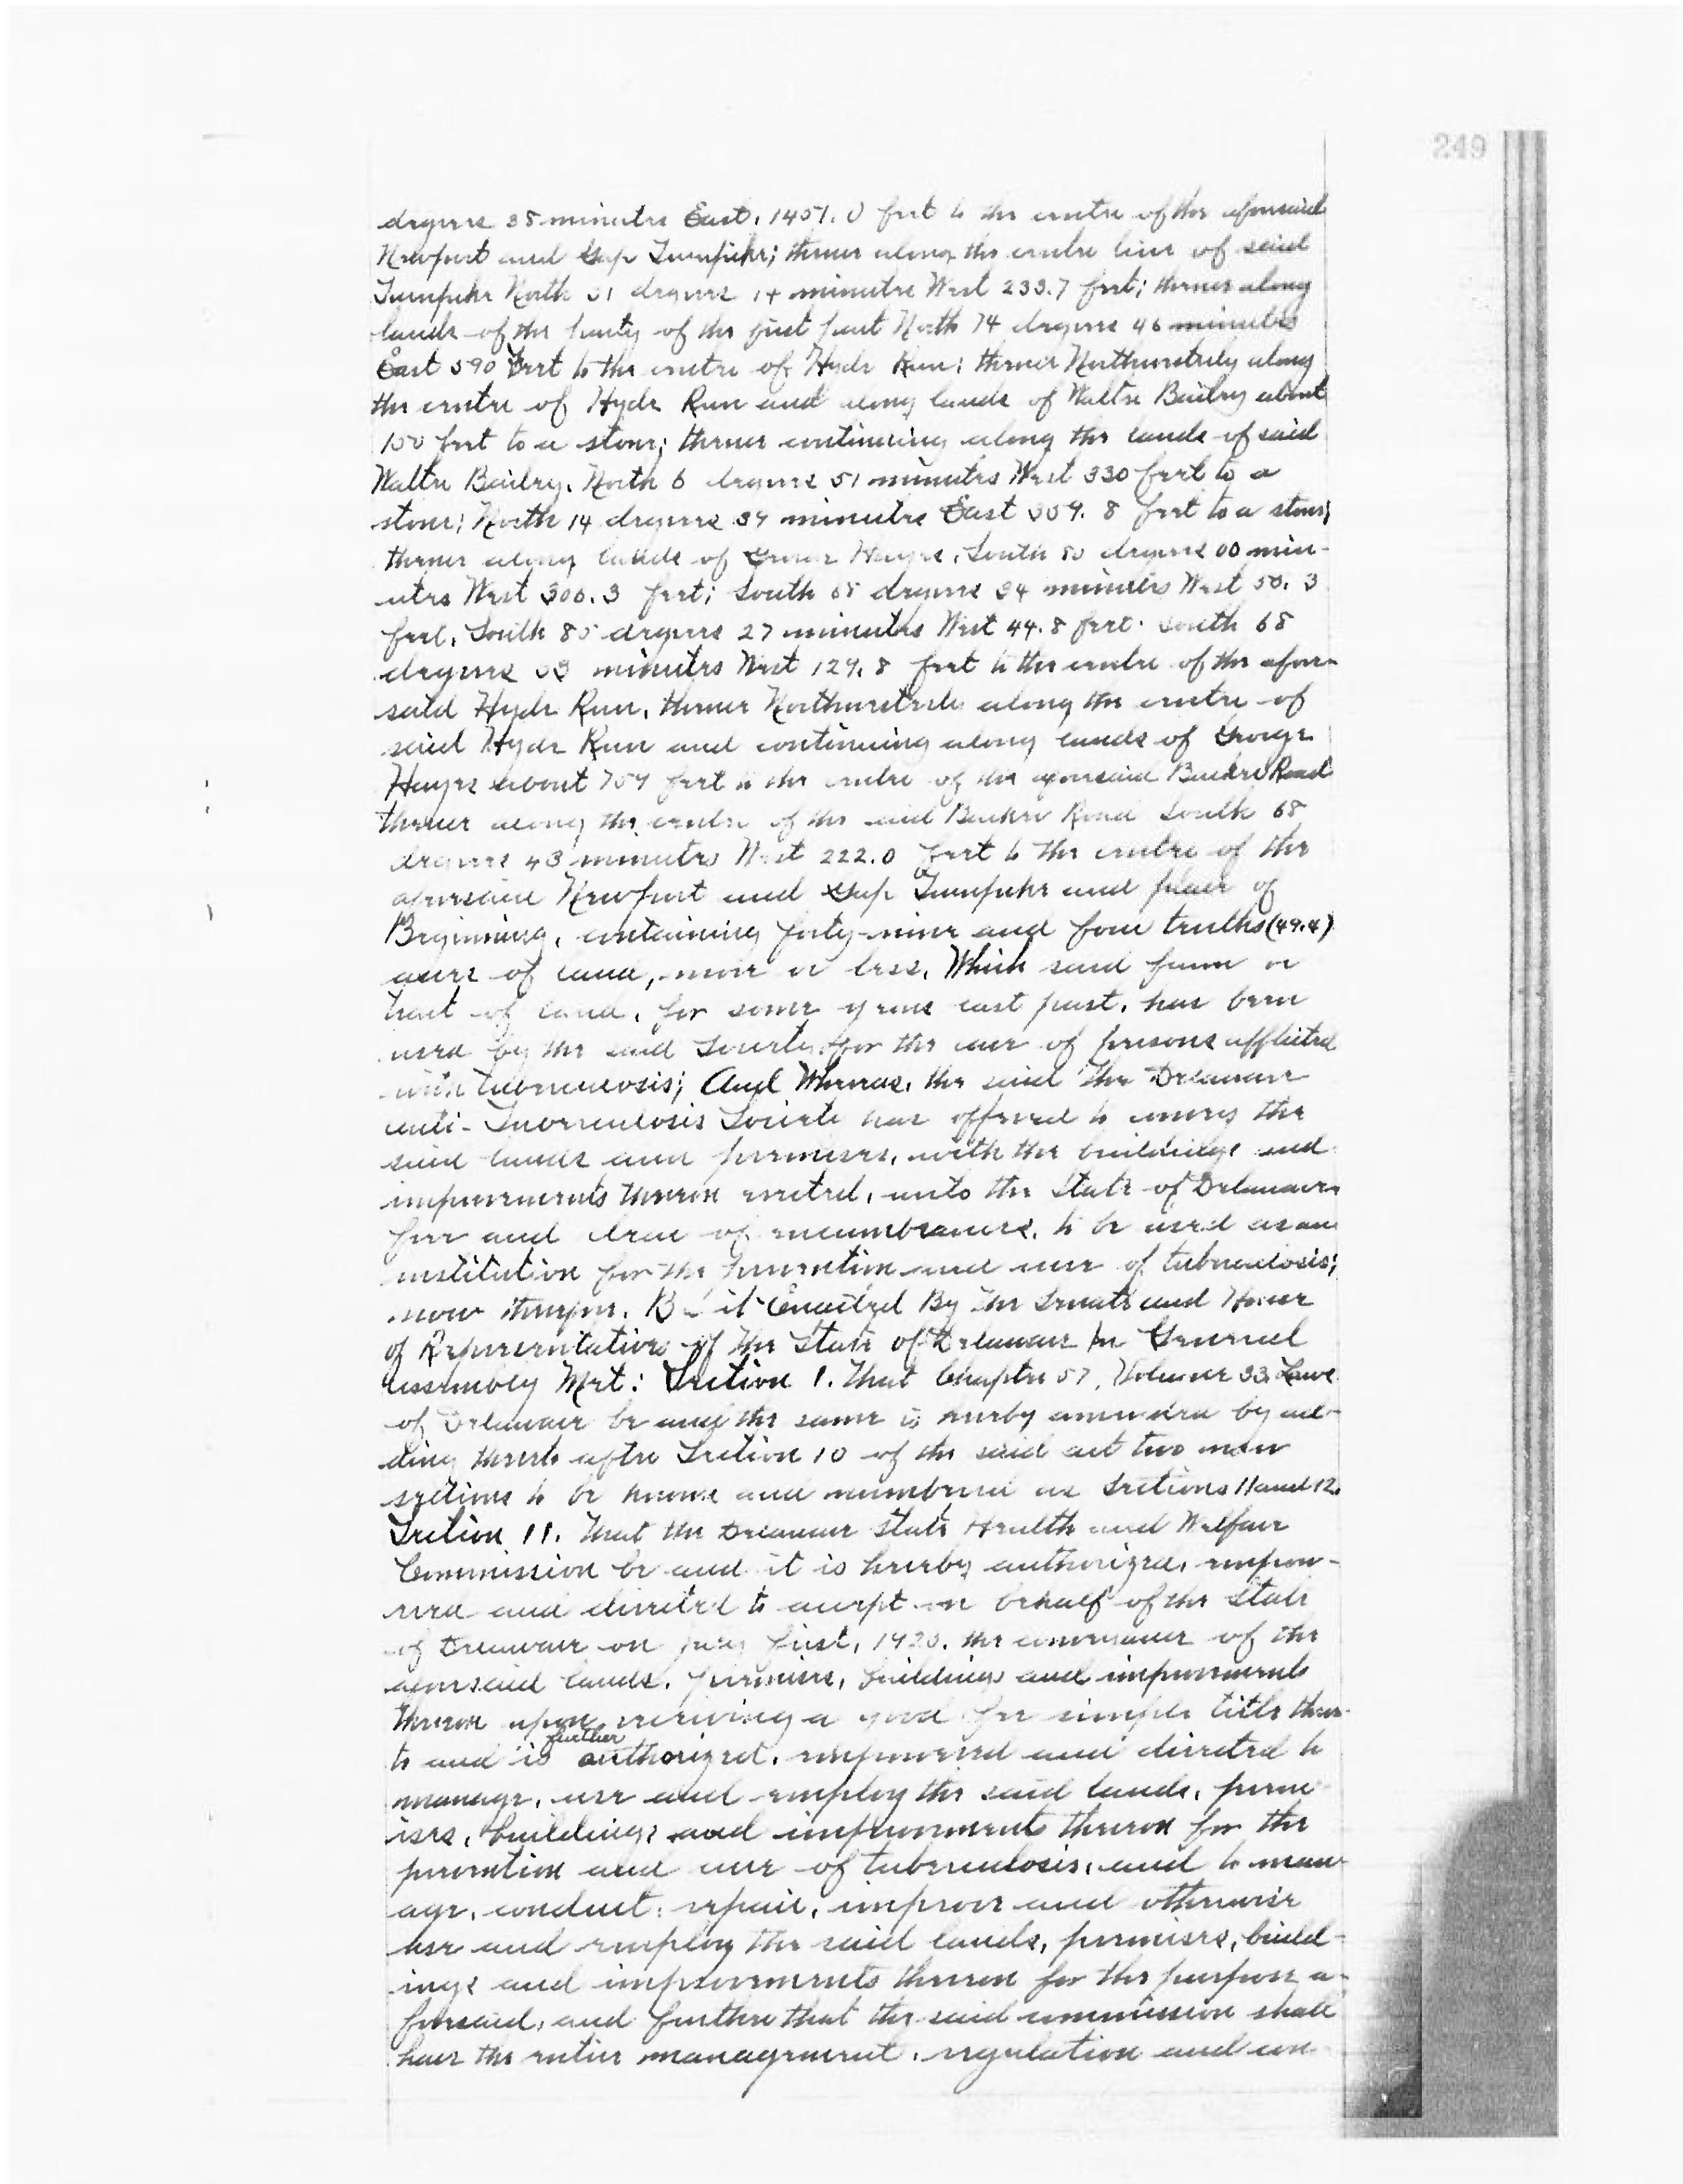 249
degrees 38 minutes East, 1451.0 feet to the centre of the aforesaid
Newport and Gap Turnpike; thence along the centre line of said
Turnpike North 31 degrees 14 minutes West 233.7 feet; thence along
lands of the party of the first part North 74 degrees 46 minutes
East 590 Feet to the centre of Hyde Run; thence Northwesterly along
the centre of Hyde Run and along lands of Walter Bailey about
150 feet to a stone; thence continuing along the lands of said
Walter Bailey, North 6 degrees 51 minutes West 330 feet to a
stone; North 14 degrees 39 minutes East 359.8 feet to a stone;
thence along lands of Hayes, South 80 degrees 00 min-
utes West 300.3 feet; South 68 degrees 34 minutes West 50.3
feet, South 85 degrees 27 minutes West 44.8 feet. South 68
degrees 53 minutes West 129.8 feet to the centre of the afore-
said Hyde Run, thence Northwesterly along the centre of
said Hyde Run and continuing along lands of George
Hayes about 759 feet to the centre of the aforesaid Road
thence along the centre of the said Road South 68
degrees 43 minutes West 222.0 feet to the centre of the
aforesaid Newport and Gap Turnpike and place of
Beginning, containing forty-nine and four tenths (49.4)
acres of land, more or less. Which said farm or
tract of land, for some years last past, has been
used by the said Society for the care of persons afflicted
with tuberculosis; And Whereas, the said The Delaware
Anti-Tuberculosis Society has offered to convey the
said lands and premises, with the buildings and
improvements thereon erected, unto the State of Delaware
free and clear of encumbrances, to be used as an
institution for the prevention and cure of tuberculosis;
now therefore, Be it Enacted By the Senate and House
of Representatives of the State of Delaware In General
Assembly Met: Section 1. That Chapter 57, Volume 33, Laws
of Delaware be and the same is hereby amended by ad-
ding thereto after Section 10 of the said act two new
sections to be known and numbered as Sections 11 and 12.
Section 11. That the Delaware State Health and Welfare
Commission be and it is hereby authorized, empow-
ered and directed to accept on behalf of the State
of Delaware on July first, 1925, the conveyance of the
aforesaid lands, premises, buildings and improvements
thereon upon receiving a good fee simple title there-
to and is further authorized, empowered and directed to
manage, use and employ the said lands, prem-
ises, buildings and improvements thereon for the
prevention and cure of tuberculosis, and to man-
age, conduct, repair, improve and otherwise
use and employ the said lands, premises, build-
ings and improvements thereon for the purpose a-
foresaid, and further that the said commission shall
have the entire management, regulation and con-